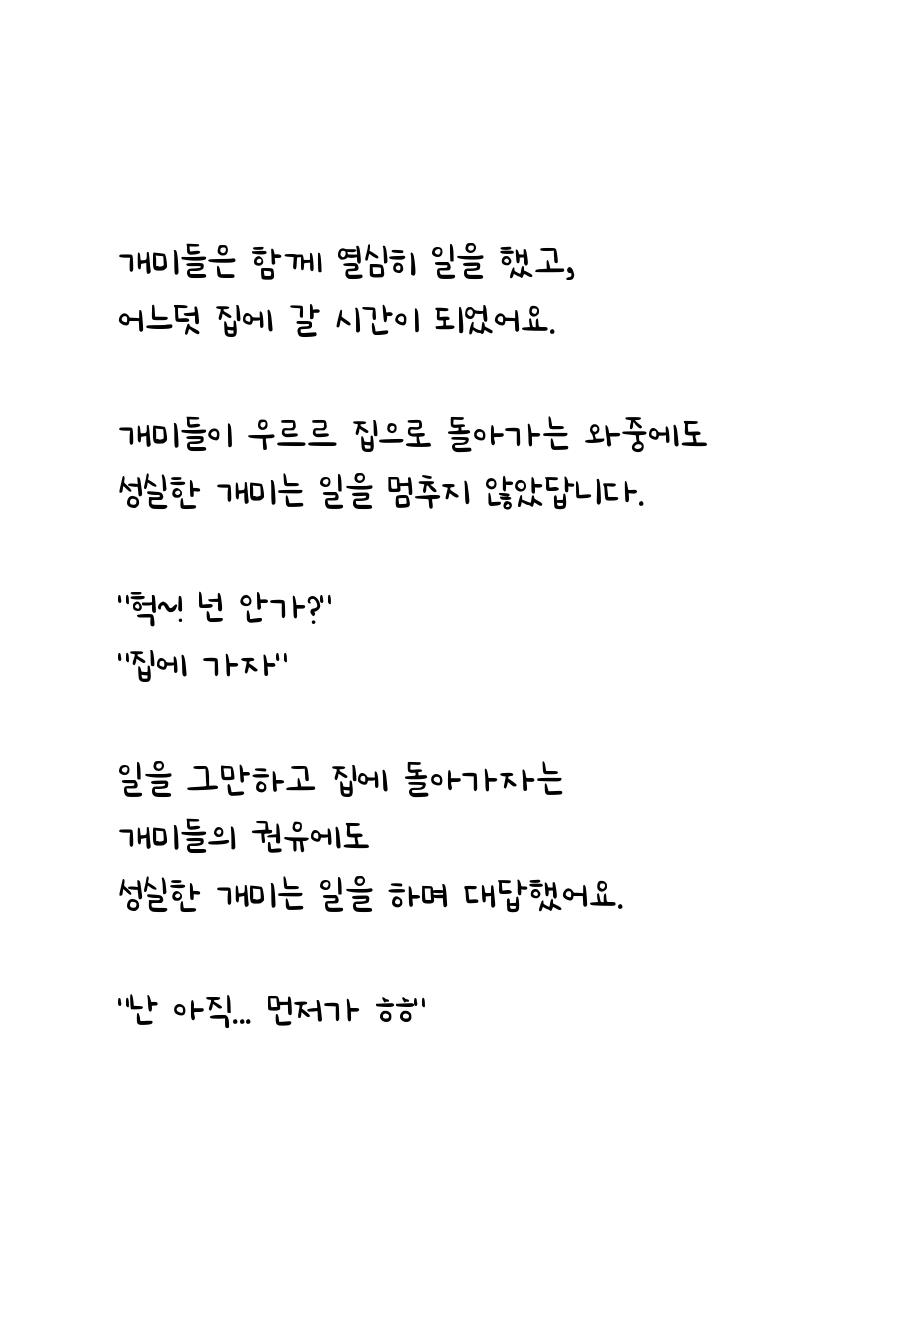 개미들은 함께 열심히 일을 했고,
어느덧 집에 갈 시간이 되었어요.
개미들이 우르르 집으로 돌아가는 와중에도
성실한 개미는 일을 멈추지 않았답니다.
"헉~! 넌 안가?"
"집에 가자"
일을 그만하고 집에 돌아가자는
개미들의 권유에도
성실한 개미는 일을 하며 대답했어요.
"난 아직... 먼저가 ㅎㅎ"